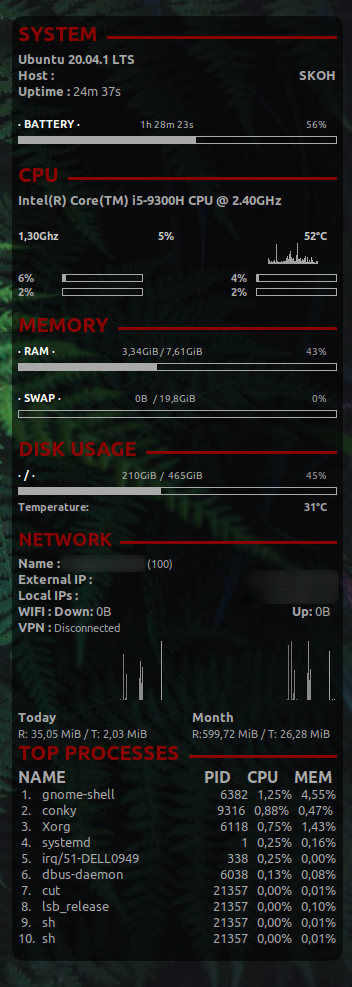 SYSTEM
Ubuntu 20.04.1 LTS
Host : SKOH
Uptime : 24m 37s
· BATTERY · 1h 28m 23s 56%
CPU
Intel(R) Core(TM) i5-9300H CPU @ 2.40GHz
1,30Ghz 5% 52°C
6% 4%
2% 2%
MEMORY
· RAM · 3,34GiB / 7,61GiB 43%
· SWAP · 0B / 19,8GiB 0%
DISK USAGE
· / · 210GiB / 465GiB 45%
Temperature: 31°C
NETWORK
Name : (100)
External IP :
Local IPs :
WIFI : Down: 0B Up: 0B
VPN : Disconnected
Today Month
R: 35,05 MiB / T: 2,03 MiB R:599,72 MiB / T: 26,28 MiB
TOP PROCESSES
NAME PID CPU MEM
1. gnome-shell 6382 1,25% 4,55%
2. conky 9316 0,88% 0,47%
3. Xorg 6118 0,75% 1,43%
4. systemd 1 0,25% 0,16%
5. irq/51-DELL0949 338 0,25% 0,00%
6. dbus-daemon 6038 0,13% 0,08%
7. cut 21357 0,00% 0,01%
8. lsb_release 21357 0,00% 0,10%
9. sh 21357 0,00% 0,01%
10. sh 21357 0,00% 0,01%